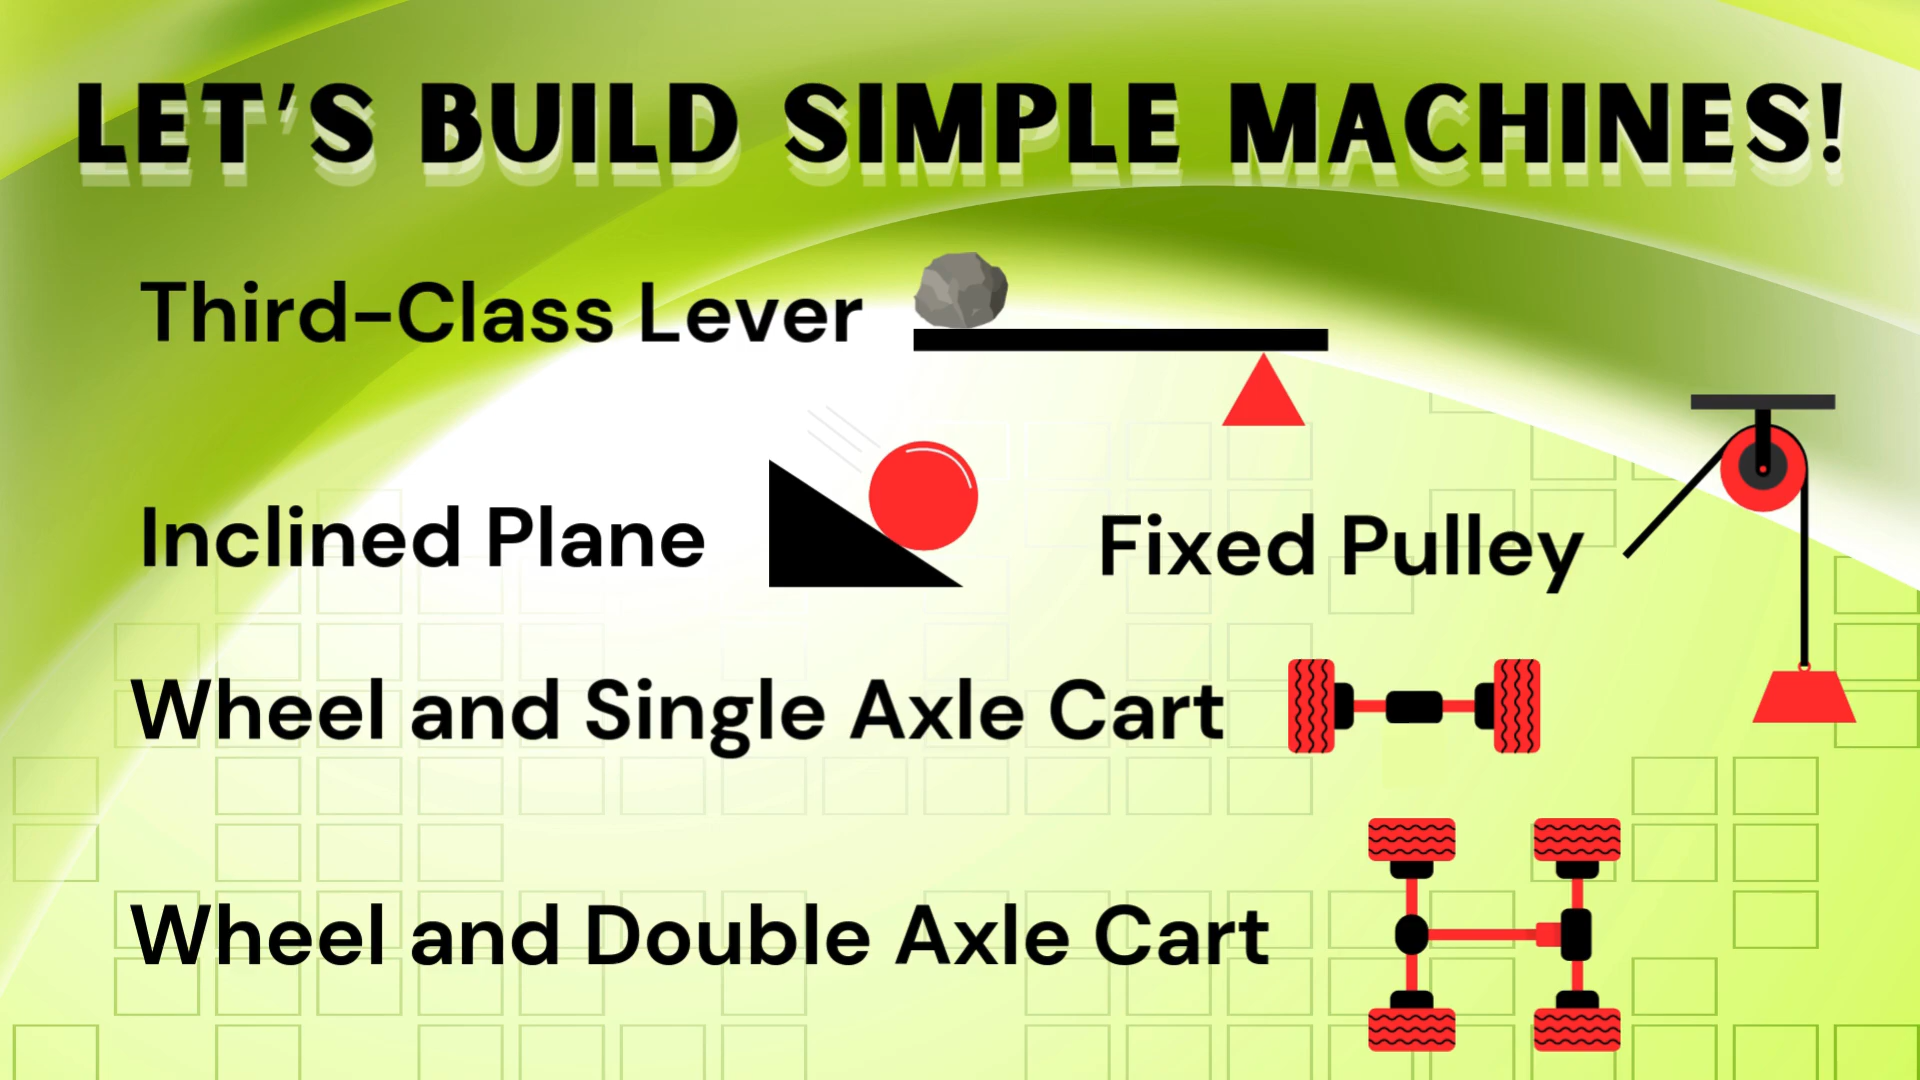 LET'S BUILD SIMPLE MACHINES!
Third-Class Lever
Inclined Plane
Fixed Pulley
Wheel and Single Axle Cart
Wheel and Double Axle Cart